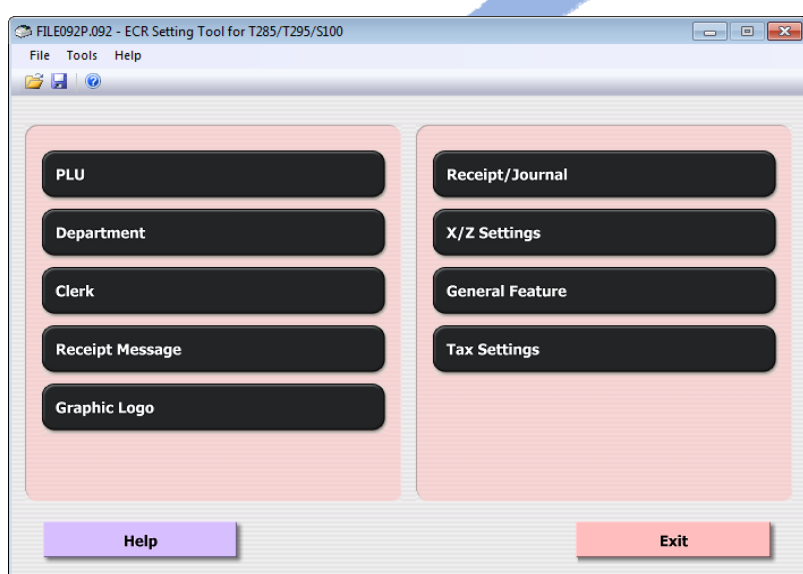 FILE092P.092 - ECR Setting Tool for T285/T295/S100
File Tools Help
PLU
Department
Clerk
Receipt Message
Graphic Logo
Receipt/Journal
X/Z Settings
General Feature
Tax Settings
Help
Exit